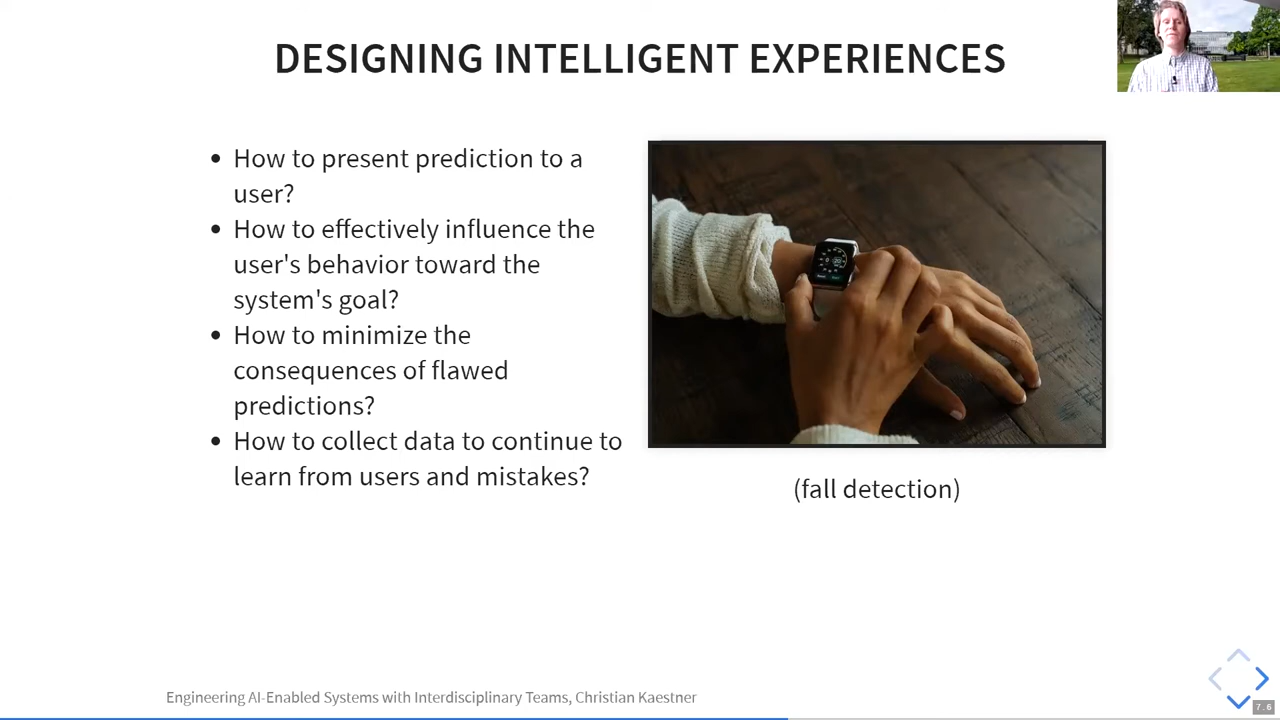 DESIGNING INTELLIGENT EXPERIENCES
How to present prediction to a
user?
How to effectively influence the
user's behavior toward the
system's goal?
How to minimize the
consequences of flawed
predictions?
How to collect data to continue to
learn from users and mistakes?
(fall detection)
Engineering AI-Enabled Systems with Interdisciplinary Teams, Christian Kaestner
7.6